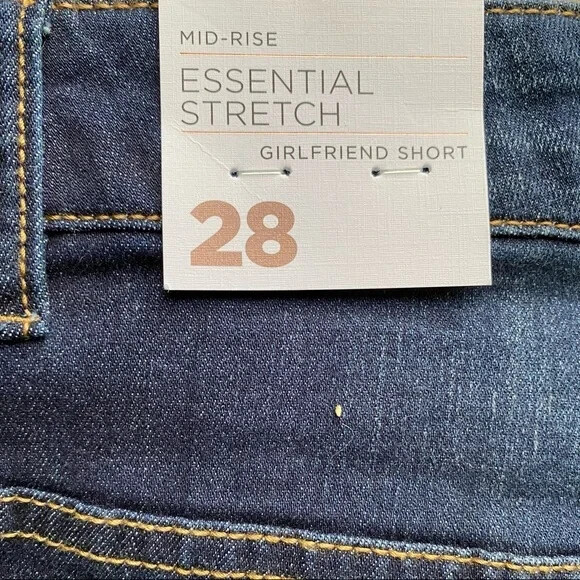 MID-RISE
ESSENTIAL
STRETCH
GIRLFRIEND SHORT
28